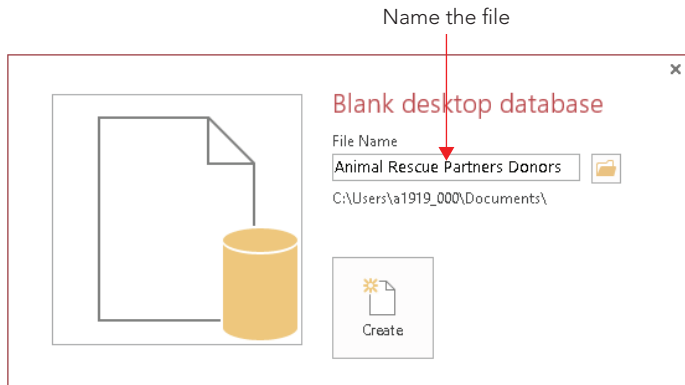 Name the file
Blank desktop database
File Name
Animal Rescue Partners Donors
C:\Users\a1919_000\Documents\
Create